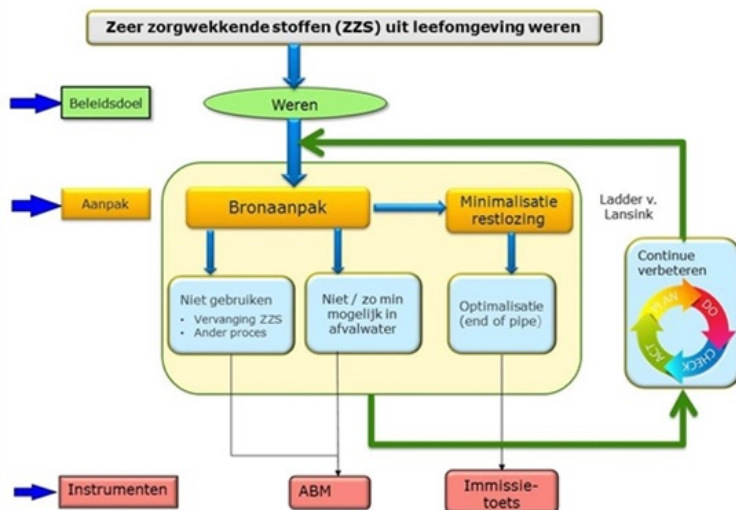 Zeer zorgwekkende stoffen (ZZS) uit leefomgeving weren
Beleidsdoel
Weren
Aanpak
Bronaanpak
Minimalisatie
restlozing
Ladder v.
Lansink
Niet gebruiken
• Vervanging ZZS
• Ander proces
Niet / zo min
mogelijk in
afvalwater
Optimalisatie
(end of pipe)
Continue
verbeteren
PLAN
DO
CHECK
ACT
Instrumenten
ABM
Immissie-
toets